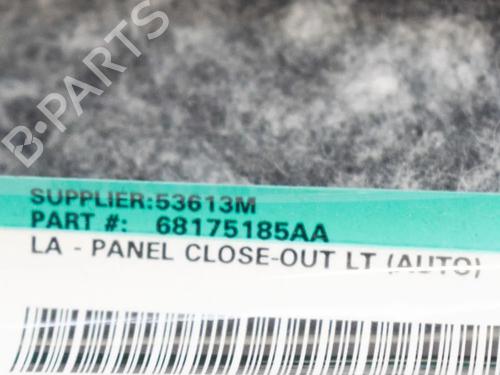 B-PARTS
SUPPLIER:53613M
PART #: 68175185AA
LA - PANEL CLOSE-OUT LT (AUTO)